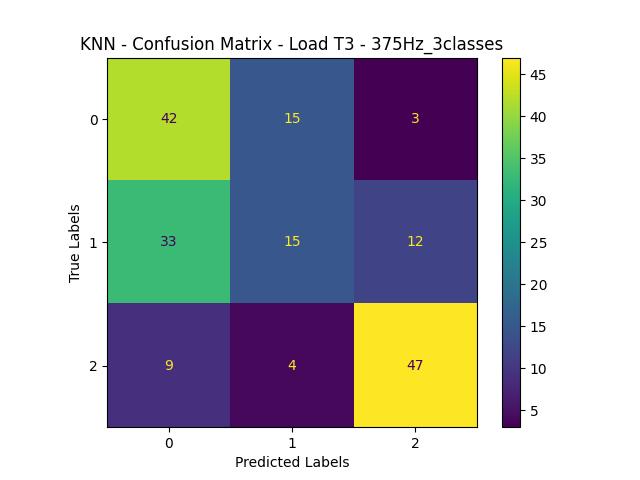 KNN - Confusion Matrix - Load T3 - 375Hz_3classes
True Labels
0
42 15 3
1
33 15 12
2
9 4 47
0 1 2
Predicted Labels
45
40
35
30
25
20
15
10
5